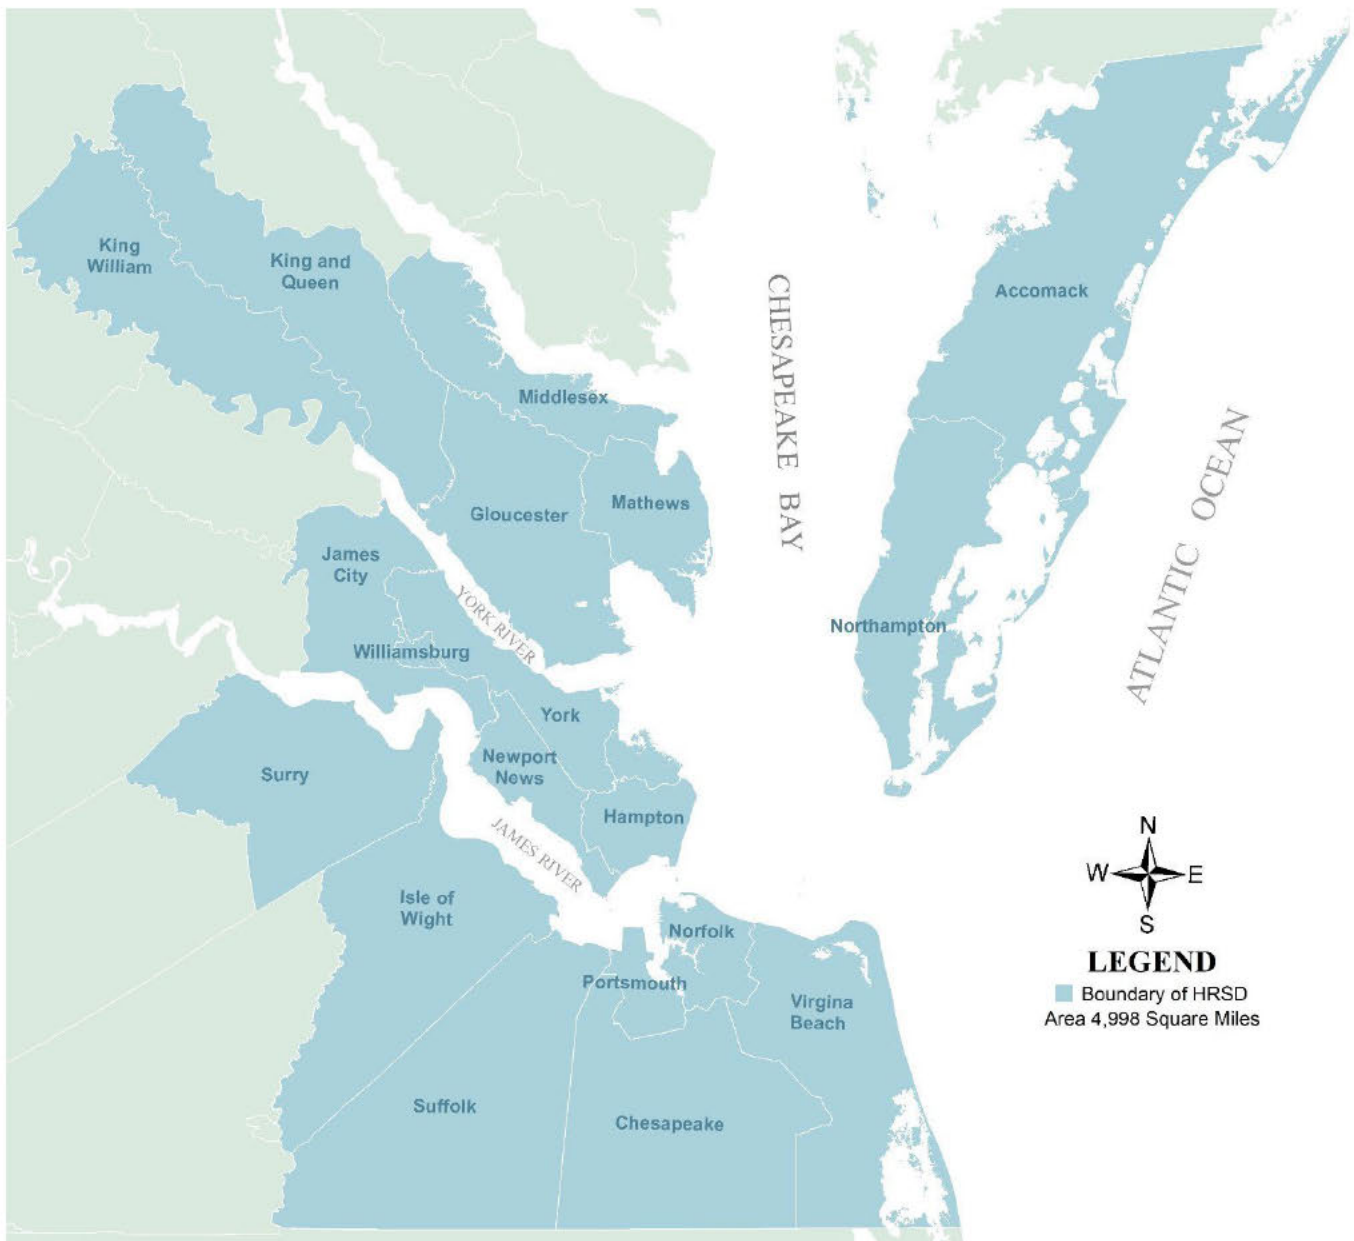 King
William
King and
Queen
Accomack
CHESAPEAKE BAY
Middlesex
ATLANTIC OCEAN
Mathews
Gloucester
James
City
YORK RIVER
Northampton
Williamsburg
York
Newport
News
Surry
Hampton
JAMES RIVER
N
W
E
S
Isle of
Wight
Norfolk
LEGEND
Portsmouth
Boundary of HRSD
Virgina
Beach
Area 4,998 Square Miles
Suffolk
Chesapeake